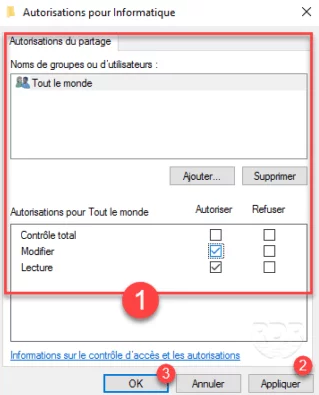 Autorisations pour Informatique
Autorisations du partage
Noms de groupes ou d'utilisateurs :
Tout le monde
Ajouter... Supprimer
Autorisations pour Tout le monde Autoriser Refuser
Contrôle total
Modifier
Lecture
1
Informations sur le contrôle d'accès et les autorisations
3 2
OK Annuler Appliquer